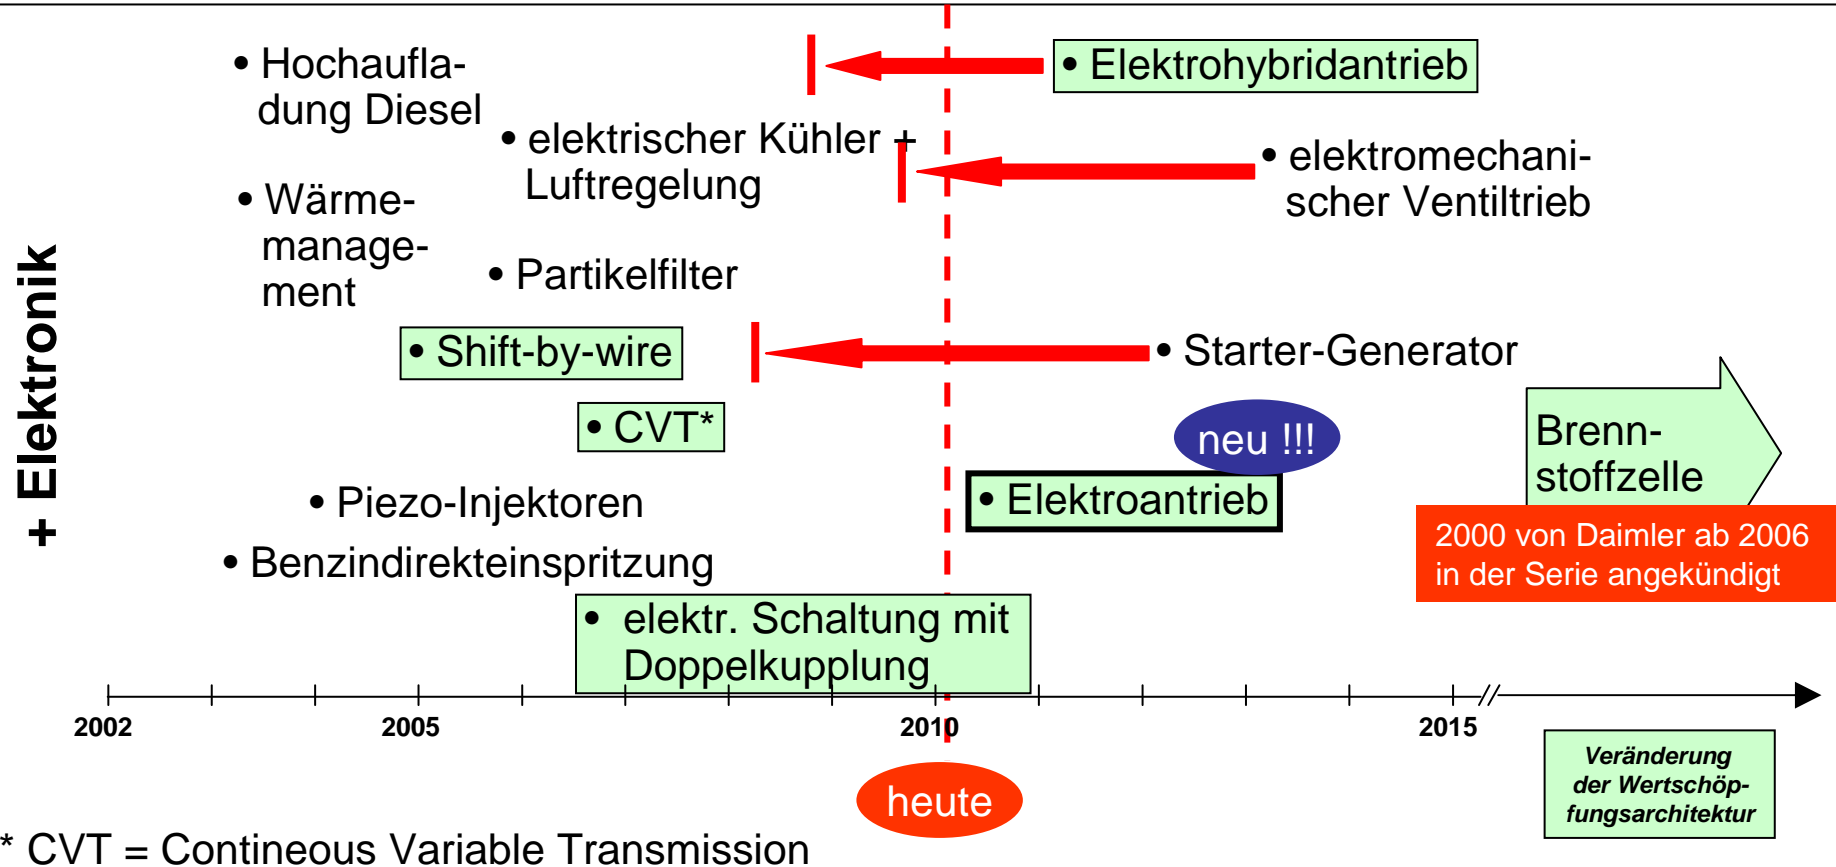 • Hochaufla-
dung Diesel
• Elektrohybridantrieb
• elektrischer Kühler +
Luftregelung
• elektromechani-
scher Ventiltrieb
• Wärme-
manage-
ment
• Partikelfilter
+ Elektronik
• Shift-by-wire
• Starter-Generator
• CVT*
neu !!!
Brenn-
stoffzelle
• Piezo-Injektoren
• Elektroantrieb
2000 von Daimler ab 2006
in der Serie angekündigt
• Benzindirekteinspritzung
• elektr. Schaltung mit
Doppelkupplung
2002 2005 2010 2015
heute
Veränderung
der Wertschöp-
fungsarchitektur
* CVT = Contineous Variable Transmission